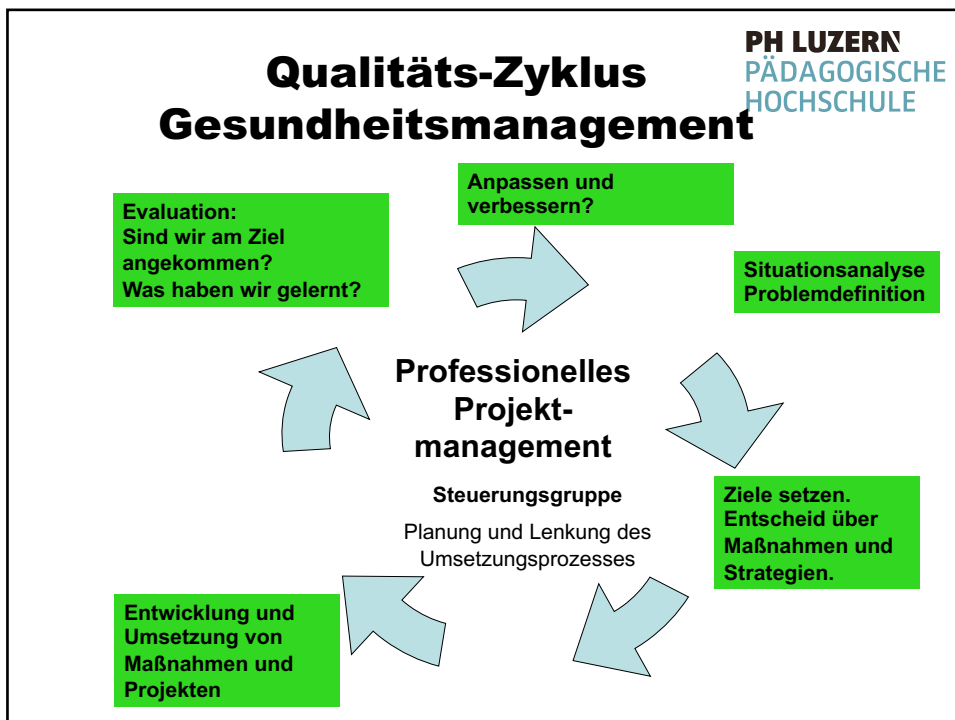 Qualitäts-Zyklus
Gesundheitsmanagement
PH LUZERN
PÄDAGOGISCHE
HOCHSCHULE
Anpassen und
verbessern?
Evaluation:
Sind wir am Ziel
angekommen?
Was haben wir gelernt?
Situationsanalyse
Problemdefinition
Professionelles
Projekt-
management
Steuerungsgruppe
Planung und Lenkung des
Umsetzungsprozesses
Ziele setzen.
Entscheid über
Maßnahmen und
Strategien.
Entwicklung und
Umsetzung von
Maßnahmen und
Projekten